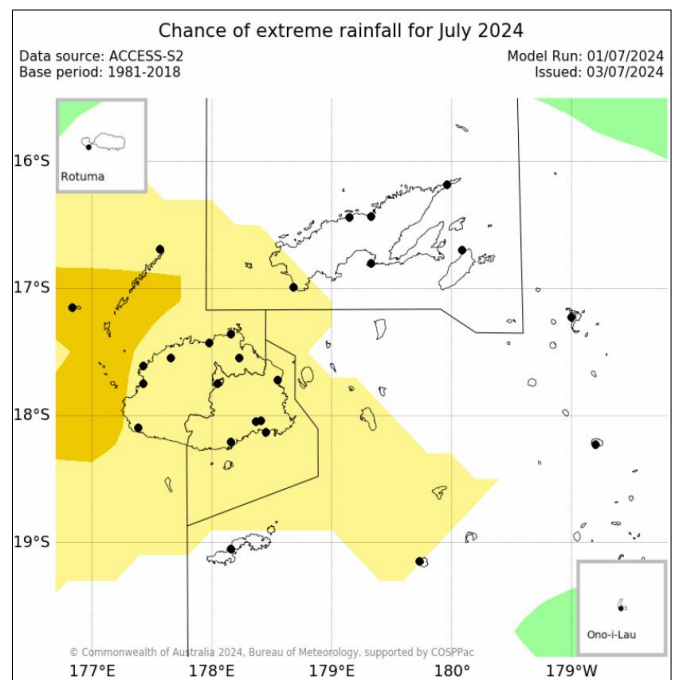 Chance of extreme rainfall for July 2024
Data source: ACCESS-S2
Model Run: 01/07/2024
Base period: 1981-2018
Issued: 03/07/2024
Rotuma
16°S
17°S
18°S
19°S
Ono-i-Lau
© Commonwealth of Australia 2024, Bureau of Meteorology, supported by COSPPac
177°E
178°E
179°E
180°
179°W